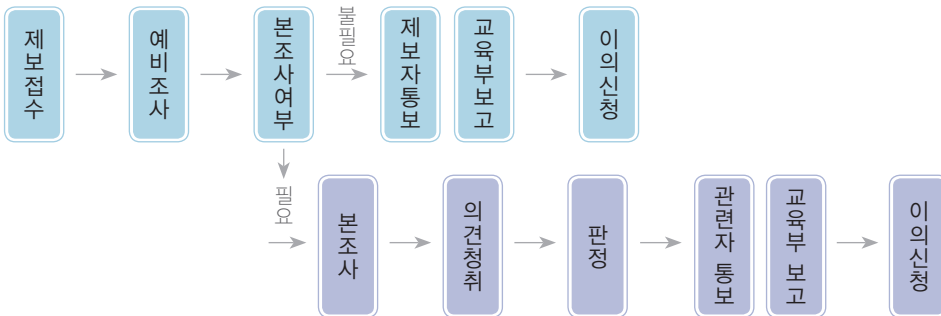 제보접수
예비조사
본조사여부
불필요
제보자통보
교육부보고
이의신청
필요
본조사
의견청취
판정
관련자 통보
교육부 보고
이의신청